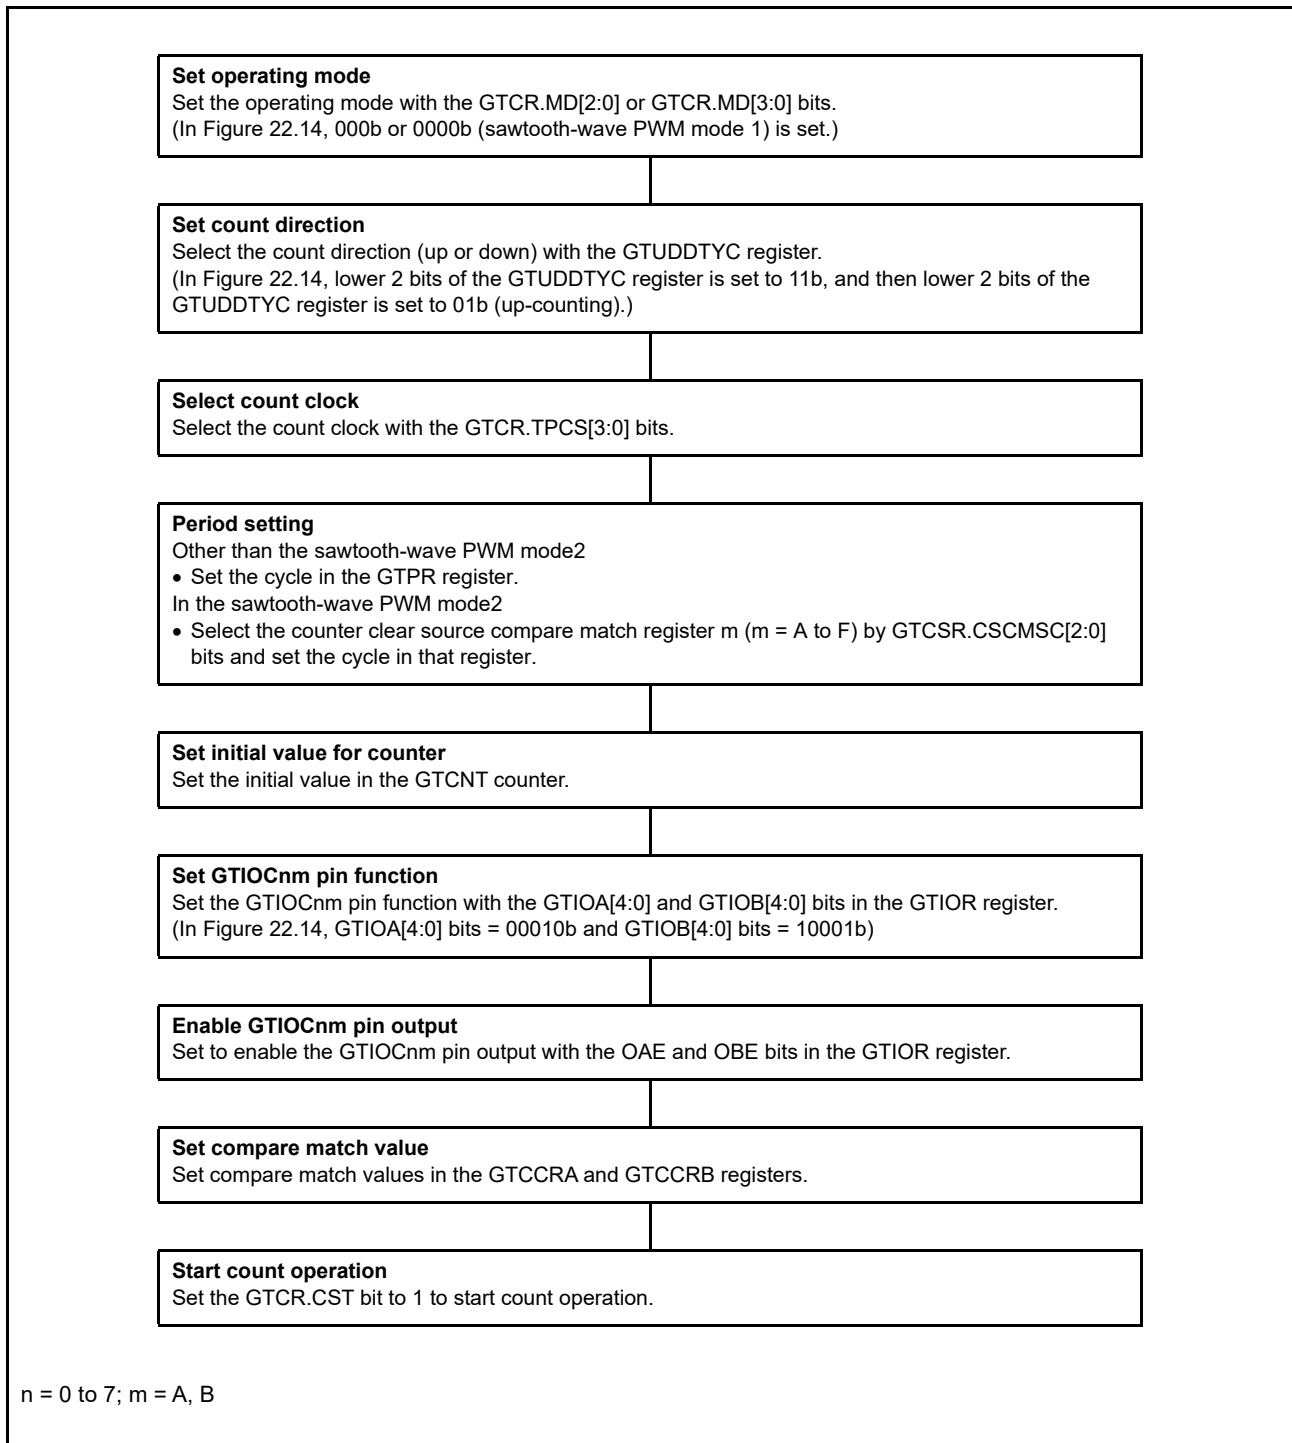 Set operating mode
Set the operating mode with the GTCR.MD[2:0] or GTCR.MD[3:0] bits.
(In Figure 22.14, 000b or 0000b (sawtooth-wave PWM mode 1) is set.)
Set count direction
Select the count direction (up or down) with the GTUDDTYC register.
(In Figure 22.14, lower 2 bits of the GTUDDTYC register is set to 11b, and then lower 2 bits of the
GTUDDTYC register is set to 01b (up-counting).)
Select count clock
Select the count clock with the GTCR.TPCS[3:0] bits.
Period setting
Other than the sawtooth-wave PWM mode2
• Set the cycle in the GTPR register.
In the sawtooth-wave PWM mode2
• Select the counter clear source compare match register m (m = A to F) by GTCSR.CSCMSC[2:0]
bits and set the cycle in that register.
Set initial value for counter
Set the initial value in the GTCNT counter.
Set GTIOCnm pin function
Set the GTIOCnm pin function with the GTIOA[4:0] and GTIOB[4:0] bits in the GTIOR register.
(In Figure 22.14, GTIOA[4:0] bits = 00010b and GTIOB[4:0] bits = 10001b)
Enable GTIOCnm pin output
Set to enable the GTIOCnm pin output with the OAE and OBE bits in the GTIOR register.
Set compare match value
Set compare match values in the GTCCRA and GTCCRB registers.
Start count operation
Set the GTCR.CST bit to 1 to start count operation.
n = 0 to 7; m = A, B